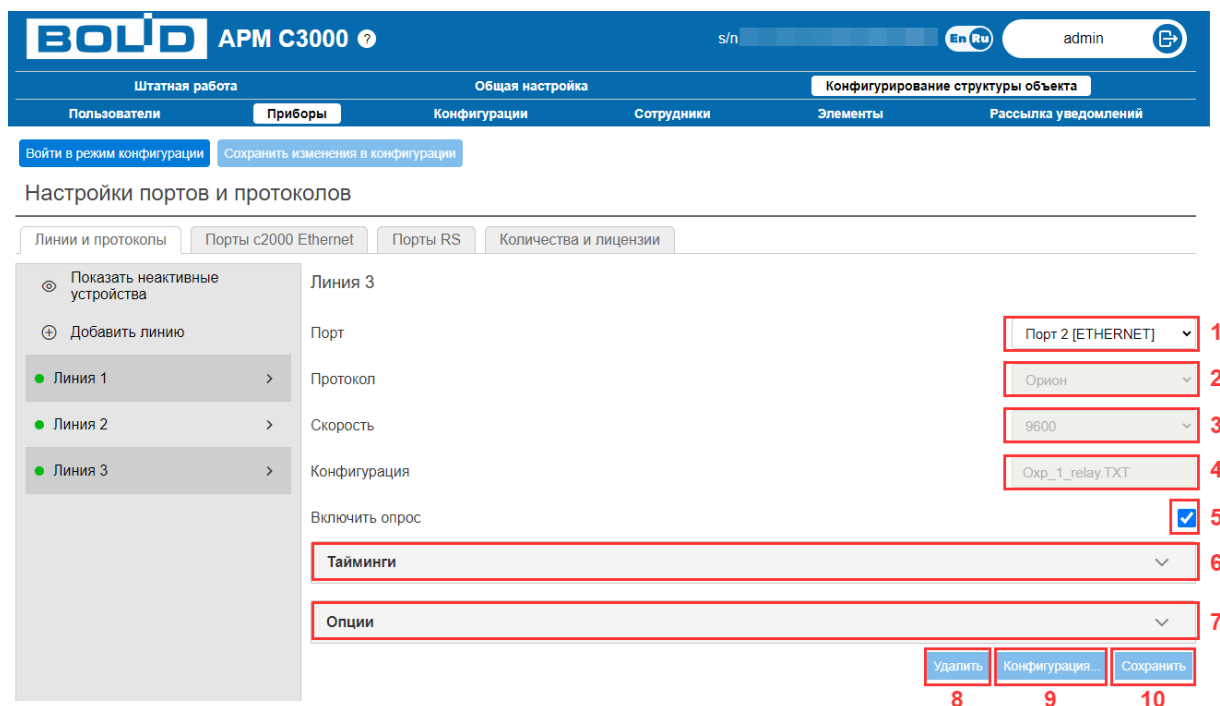 BOLID АРМ С3000 ? s/n En Ru admin
Штатная работа Общая настройка Конфигурирование структуры объекта
Пользователи Приборы Конфигурации Сотрудники Элементы Рассылка уведомлений
Войти в режим конфигурации Сохранить изменения в конфигурации
Настройки портов и протоколов
Линии и протоколы Порты с2000 Ethernet Порты RS Количества и лицензии
Показать неактивные
устройства
Добавить линию
Линия 1
Линия 2
Линия 3
Линия 3
Порт Порт 2 [ETHERNET] 1
Протокол Орион 2
Скорость 9600 3
Конфигурация Oxp_1_relay.TXT 4
Включить опрос 5
Тайминги 6
Опции 7
Удалить Конфигурация... Сохранить
8 9 10